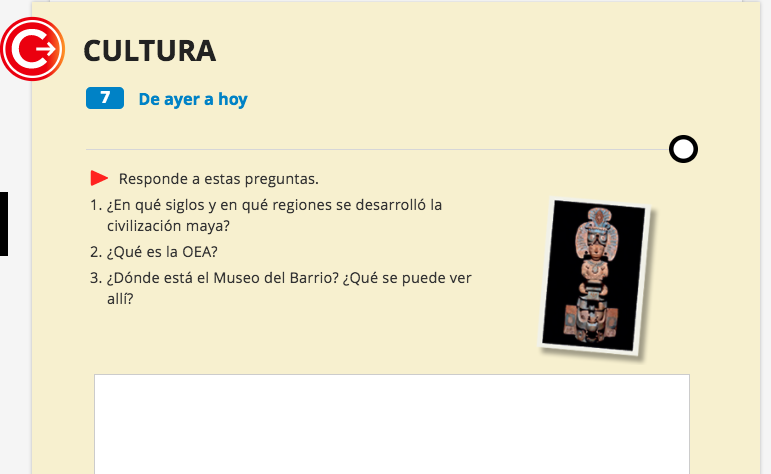 CULTURA
7 De ayer a hoy
Responde a estas preguntas.
1. ¿En qué siglos y en qué regiones se desarrolló la
civilización maya?
2. ¿Qué es la OEA?
3. ¿Dónde está el Museo del Barrio? ¿Qué se puede ver
allí?